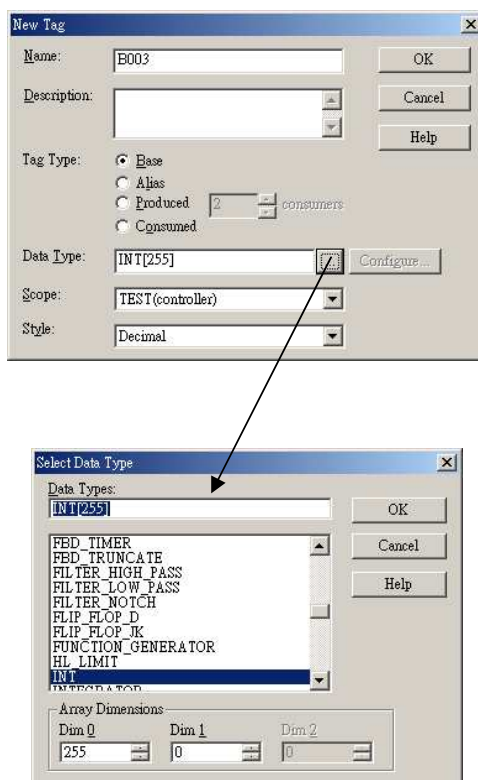 New Tag
Name: B003 OK
Description: Cancel
Help
Tag Type: Base
Alias
Produced 2 consumers
Consumed
Data Type: INT[255] ... Configure...
Scope: TEST(controller)
Style: Decimal
Select Data Type
Data Types:
INT[255] OK
FBD_TIMER Cancel
FBD_TRUNCATE
FILTER_HIGH_PASS Help
FILTER_LOW_PASS
FILTER_NOTCH
FLIP_FLOP_D
FLIP_FLOP_JK
FUNCTION_GENERATOR
HL_LIMIT
INT
INTEGRATOR
Array Dimensions
Dim 0 Dim 1 Dim 2
255 0 0